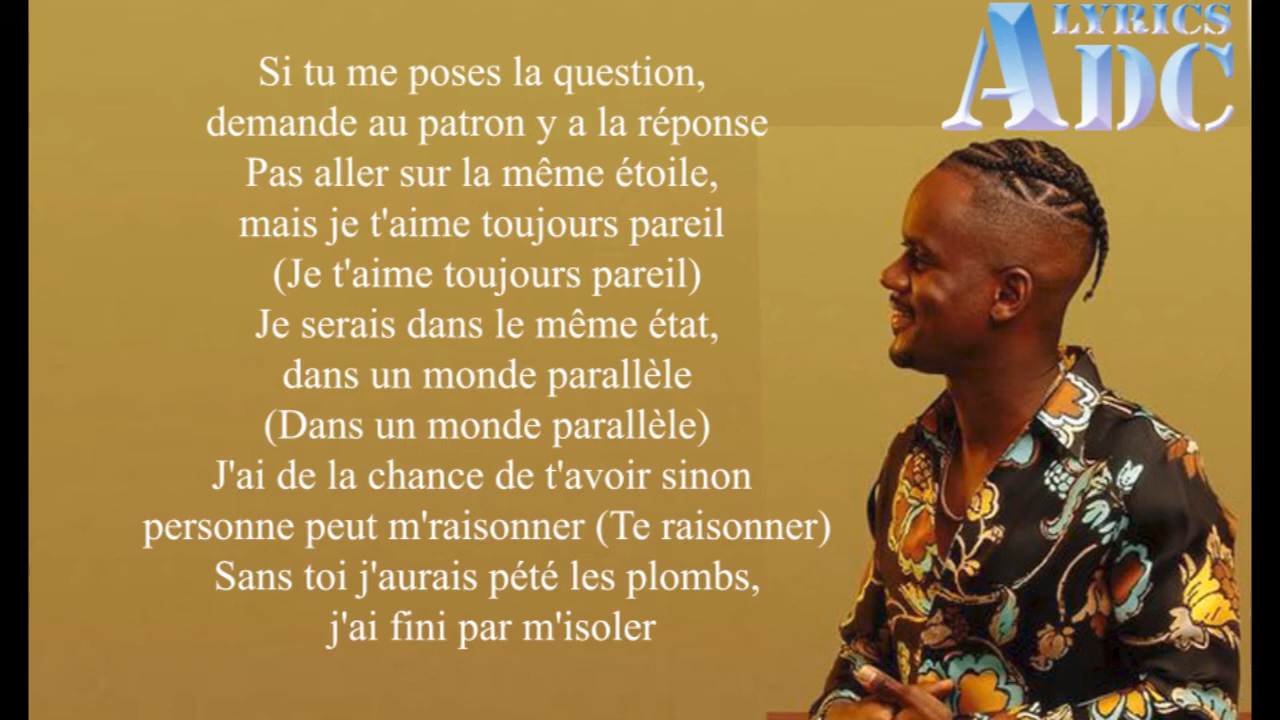 LYRICS
ADC
Si tu me poses la question,
demande au patron y a la réponse
Pas aller sur la même étoile,
mais je t'aime toujours pareil
(Je t'aime toujours pareil)
Je serais dans le même état,
dans un monde parallèle
(Dans un monde parallèle)
J'ai de la chance de t'avoir sinon
personne peut m'raisonner (Te raisonner)
Sans toi j'aurais pété les plombs,
j'ai fini par m'isoler